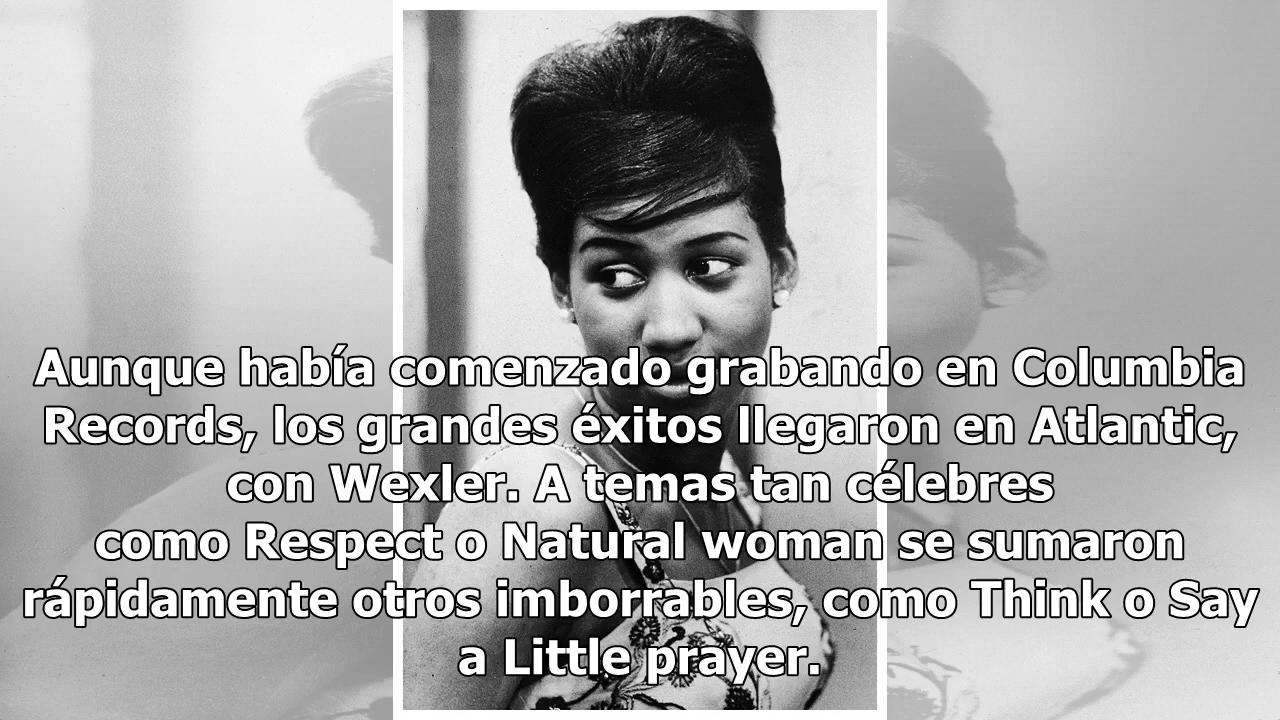 Aunque había comenzado grabando en Columbia
Records, los grandes éxitos llegaron en Atlantic,
con Wexler. A temas tan célebres
como Respect o Natural woman se sumaron
rápidamente otros imborrables, como Think o Say
a Little prayer.